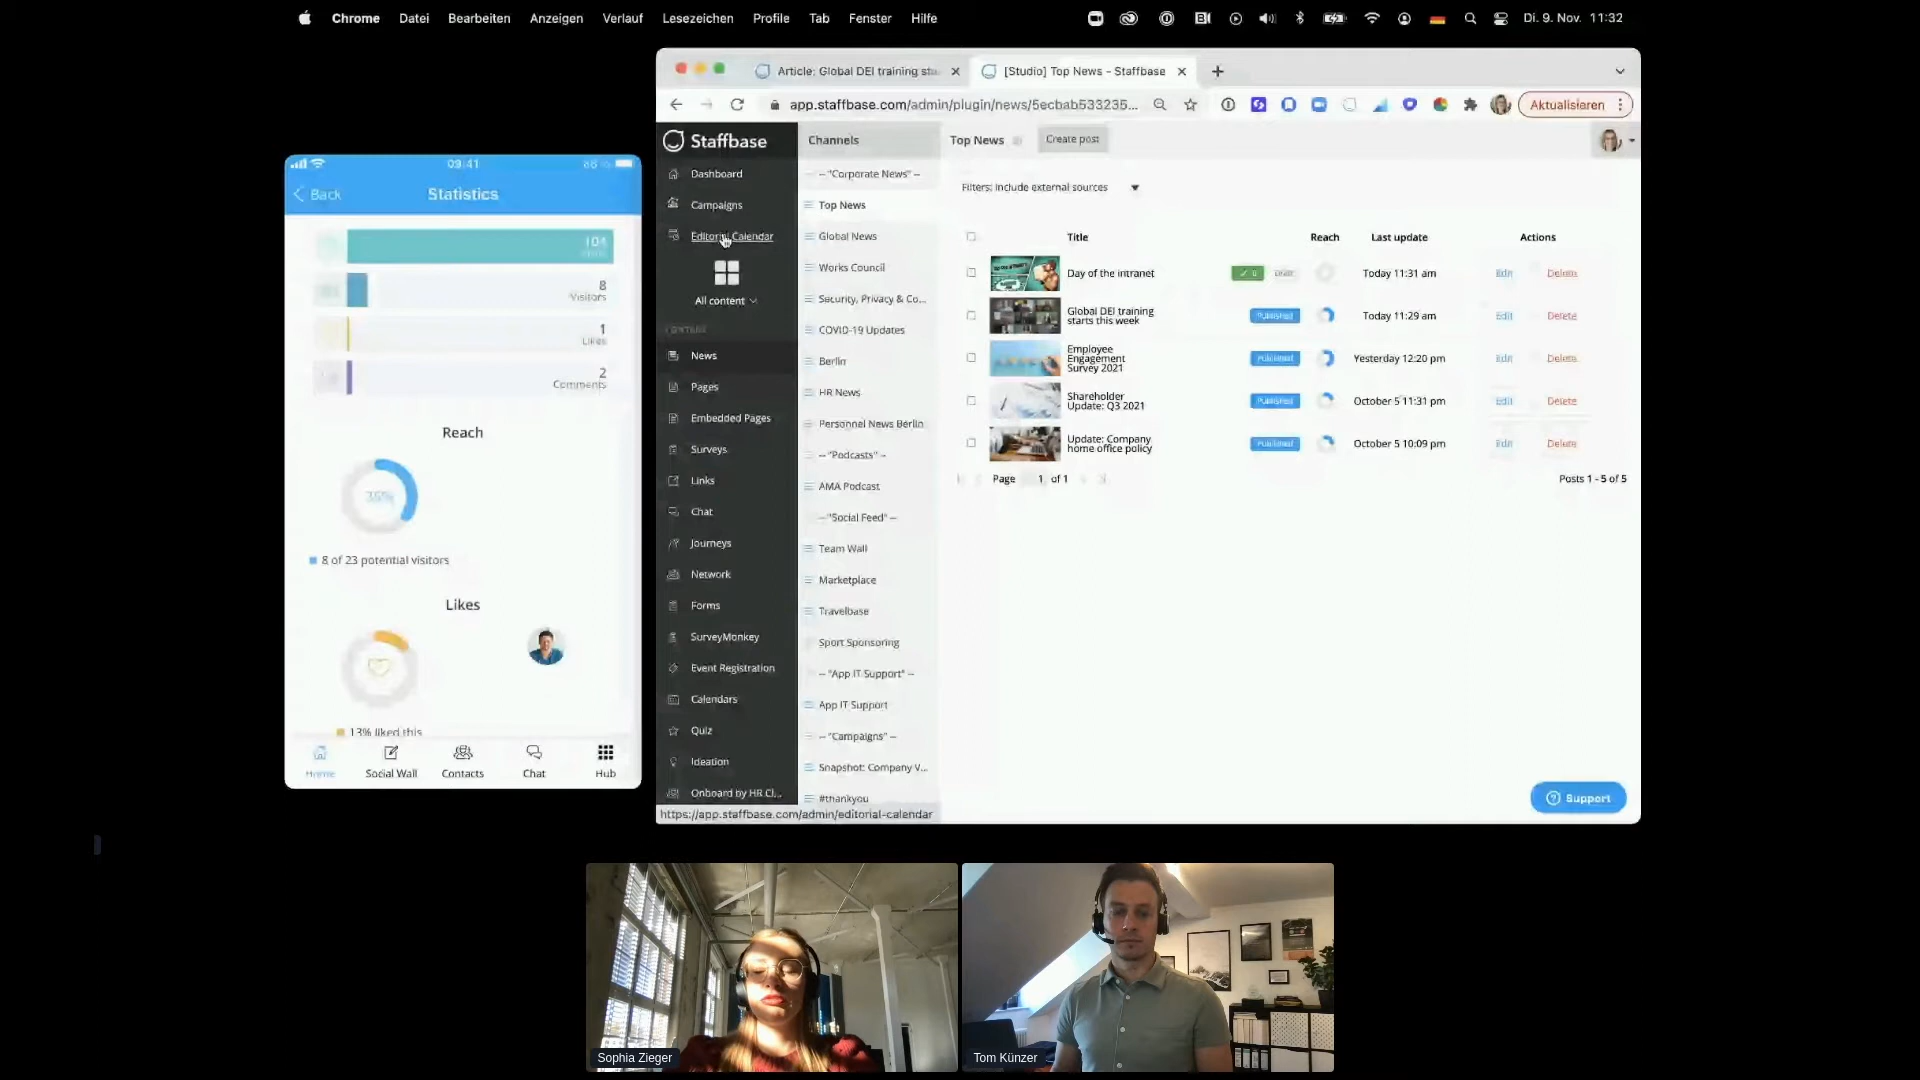 Chrome Datei Bearbeiten Anzeigen Verlauf Lesezeichen Profile Tab Fenster Hilfe
Di. 9. Nov. 11:32
Article: Global DEI training sta
[Studio] Top News - Staffbase
app.staffbase.com/admin/plugin/news/5ecbab533235...
Aktualisieren
09:41
Back
Statistics
104
8
Visitors
1
Likes
2
Comments
Reach
35%
8 of 23 potential visitors
Likes
13% liked this
Home
Social Wall
Contacts
Chat
Hub
Staffbase
Dashboard
Campaigns
Editorial Calendar
All content
CONTENT
News
Pages
Embedded Pages
Surveys
Links
Chat
Journeys
Network
Forms
SurveyMonkey
Event Registration
Calendars
Quiz
Ideation
Onboard by HR Cl...
https://app.staffbase.com/admin/editorial-calendar
Channels
-- "Corporate News" --
Top News
Global News
Works Council
Security, Privacy & Co...
COVID-19 Updates
Berlin
HR News
Personnel News Berlin
-- "Podcasts" --
AMA Podcast
-- "Social Feed" --
Team Wall
Marketplace
Travelbase
Sport Sponsoring
-- "App IT Support" --
App IT Support
-- "Campaigns" --
Snapshot: Company V...
#thankyou
Top News
Create post
Filters: Include external sources
Title Reach Last update Actions
Day of the intranet Today 11:31 am Edit Delete
Global DEI training
starts this week
Published Today 11:29 am Edit Delete
Employee
Engagement
Survey 2021
Published Yesterday 12:20 pm Edit Delete
Shareholder
Update: Q3 2021
Published October 5 11:31 pm Edit Delete
Update: Company
home office policy
Published October 5 10:09 pm Edit Delete
Page 1 of 1
Posts 1 - 5 of 5
Support
Sophia Zieger
Tom Künzer